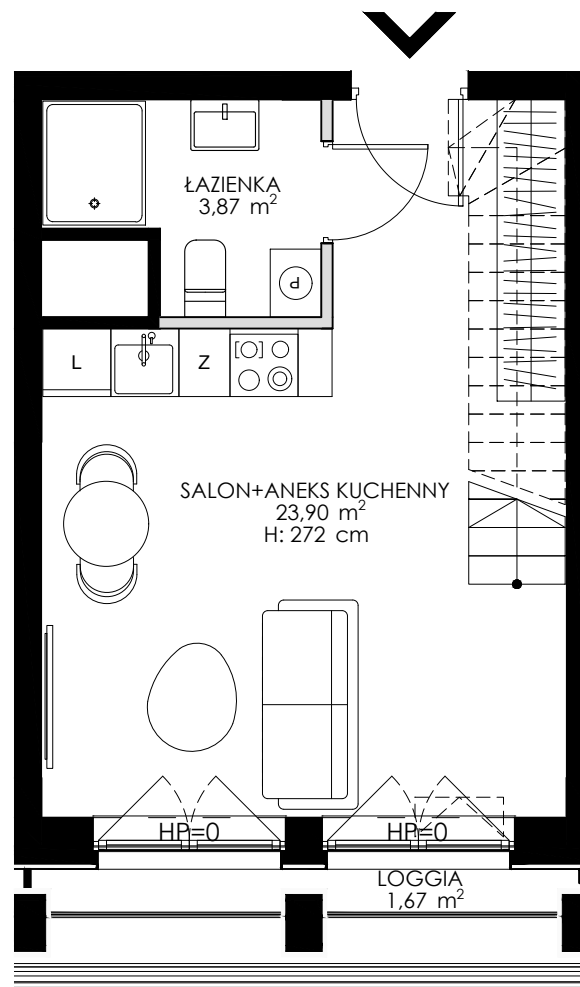 ŁAZIENKA
3,87 m²
P
L
Z
SALON+ANEKS KUCHENNY
23,90 m²
H: 272 cm
HP=0
HP=0
LOGGIA
1,67 m²